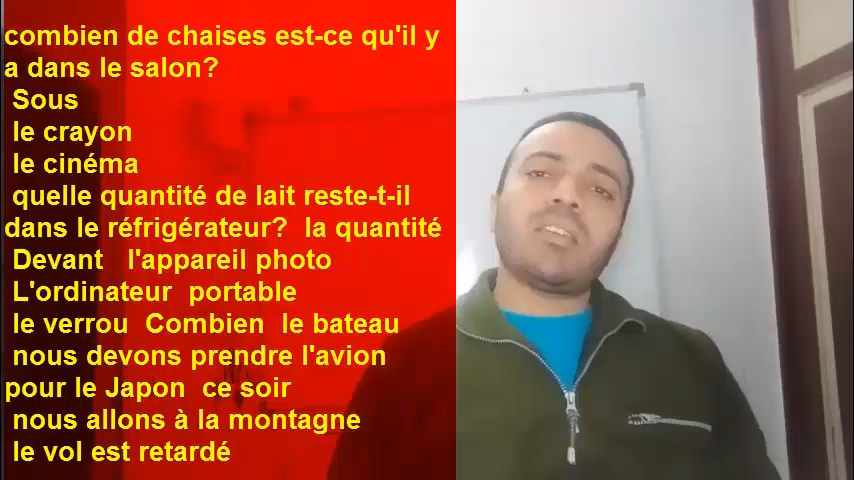 combien de chaises est-ce qu'il y
a dans le salon?
Sous
le crayon
le cinéma
quelle quantité de lait reste-t-il
dans le réfrigérateur?  la quantité
Devant   l'appareil photo
L'ordinateur  portable
le verrou  Combien  le bateau
nous devons prendre l'avion
pour le Japon  ce soir
nous allons à la montagne
le vol est retardé